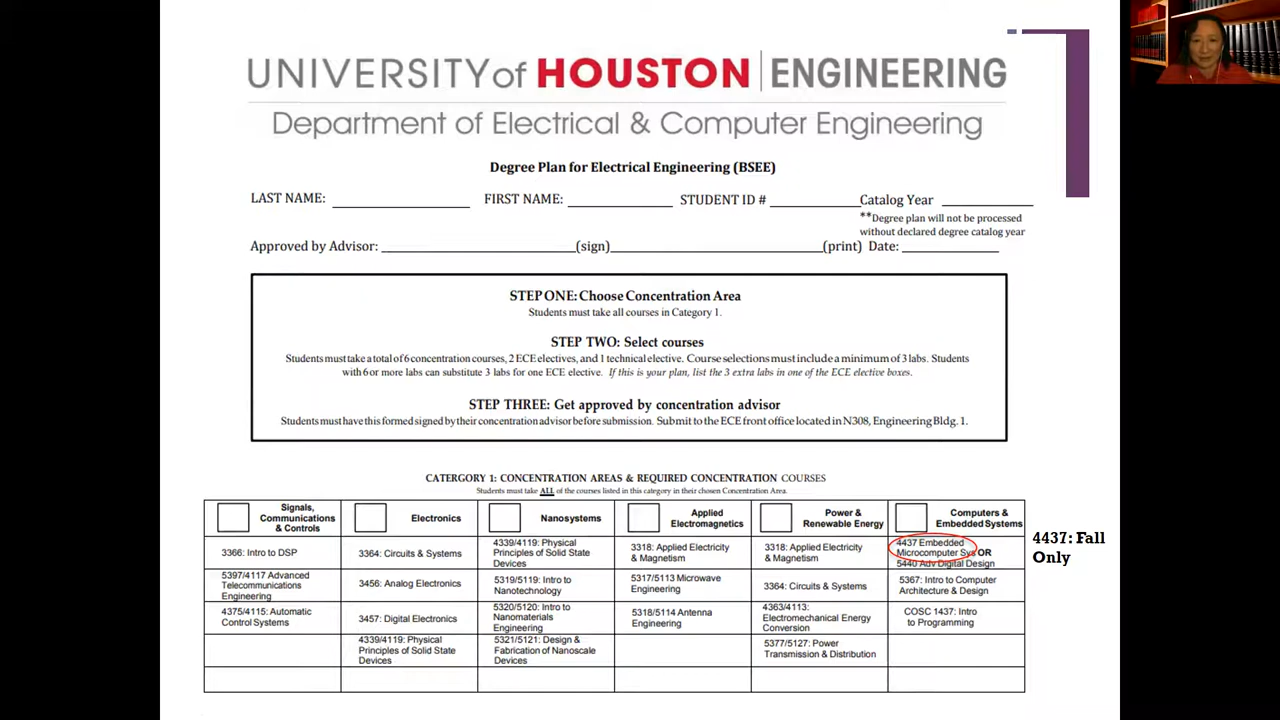 UNIVERSITY of HOUSTON | ENGINEERING
Department of Electrical & Computer Engineering
Degree Plan for Electrical Engineering (BSEE)
LAST NAME: FIRST NAME: STUDENT ID # Catalog Year
**Degree plan will not be processed
without declared degree catalog year
Approved by Advisor: (sign) (print) Date:
STEP ONE: Choose Concentration Area
Students must take all courses in Category 1.
STEP TWO: Select courses
Students must take a total of 6 concentration courses, 2 ECE electives, and 1 technical elective. Course selections must include a minimum of 3 labs. Students
with 6 or more labs can substitute 3 labs for one ECE elective. If this is your plan, list the 3 extra labs in one of the ECE elective boxes.
STEP THREE: Get approved by concentration advisor
Students must have this formed signed by their concentration advisor before submission. Submit to the ECE front office located in N308, Engineering Bldg. 1.
CATERGORY 1: CONCENTRATION AREAS & REQUIRED CONCENTRATION COURSES
Students must take ALL of the courses listed in this category in their chosen Concentration Area.
Signals,
Communications
& Controls
Electronics
Nanosystems
Applied
Electromagnetics
Power &
Renewable Energy
Computers &
Embedded Systems
3366: Intro to DSP
3364: Circuits & Systems
4339/4119: Physical
Principles of Solid State
Devices
3318: Applied Electricity
& Magnetism
3318: Applied Electricity
& Magnetism
4437 Embedded
Microcomputer Sys OR
5440 Adv Digital Design
4437: Fall
Only
5397/4117 Advanced
Telecommunications
Engineering
3456: Analog Electronics
5319/5119: Intro to
Nanotechnology
5317/5113 Microwave
Engineering
3364: Circuits & Systems
5367: Intro to Computer
Architecture & Design
4375/4115: Automatic
Control Systems
3457: Digital Electronics
5320/5120: Intro to
Nanomaterials
Engineering
5318/5114 Antenna
Engineering
4363/4113:
Electromechanical Energy
Conversion
COSC 1437: Intro
to Programming
4339/4119: Physical
Principles of Solid State
Devices
5321/5121: Design &
Fabrication of Nanoscale
Devices
5377/5127: Power
Transmission & Distribution